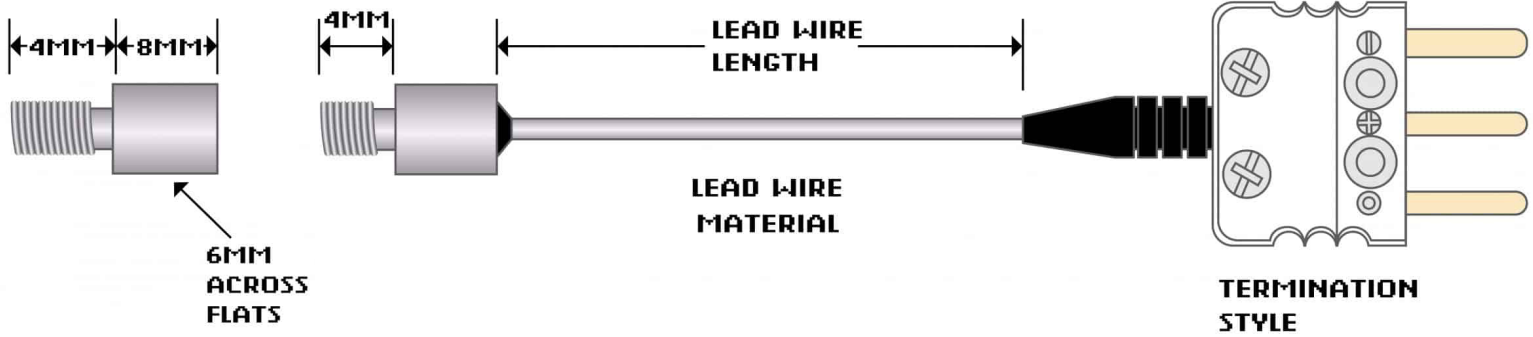 4MM
8MM
4MM
LEAD WIRE
LENGTH
LEAD WIRE
MATERIAL
6MM
ACROSS
FLATS
TERMINATION
STYLE